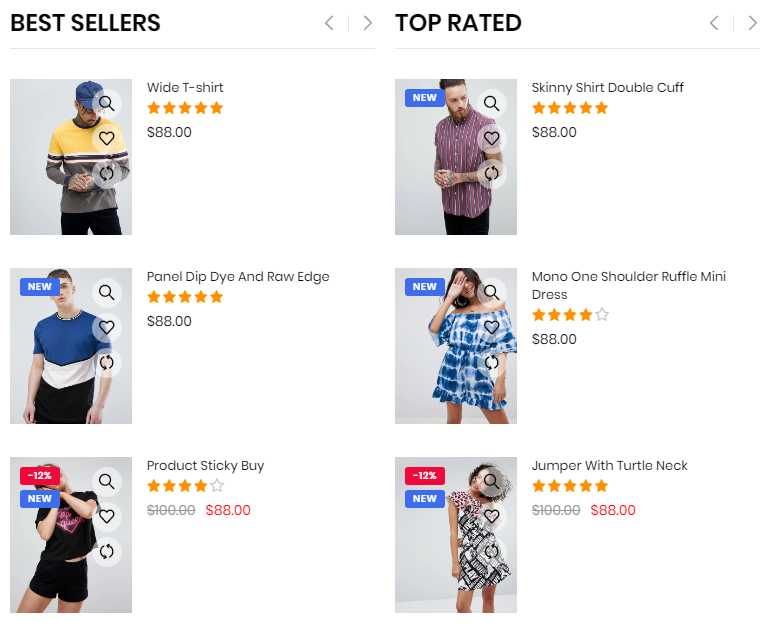 BEST SELLERS
Wide T-shirt
$88.00
NEW
Panel Dip Dye And Raw Edge
$88.00
-12%
NEW
Product Sticky Buy
$100.00 $88.00
TOP RATED
NEW
Skinny Shirt Double Cuff
$88.00
NEW
Mono One Shoulder Ruffle Mini
Dress
$88.00
-12%
NEW
Jumper With Turtle Neck
$100.00 $88.00